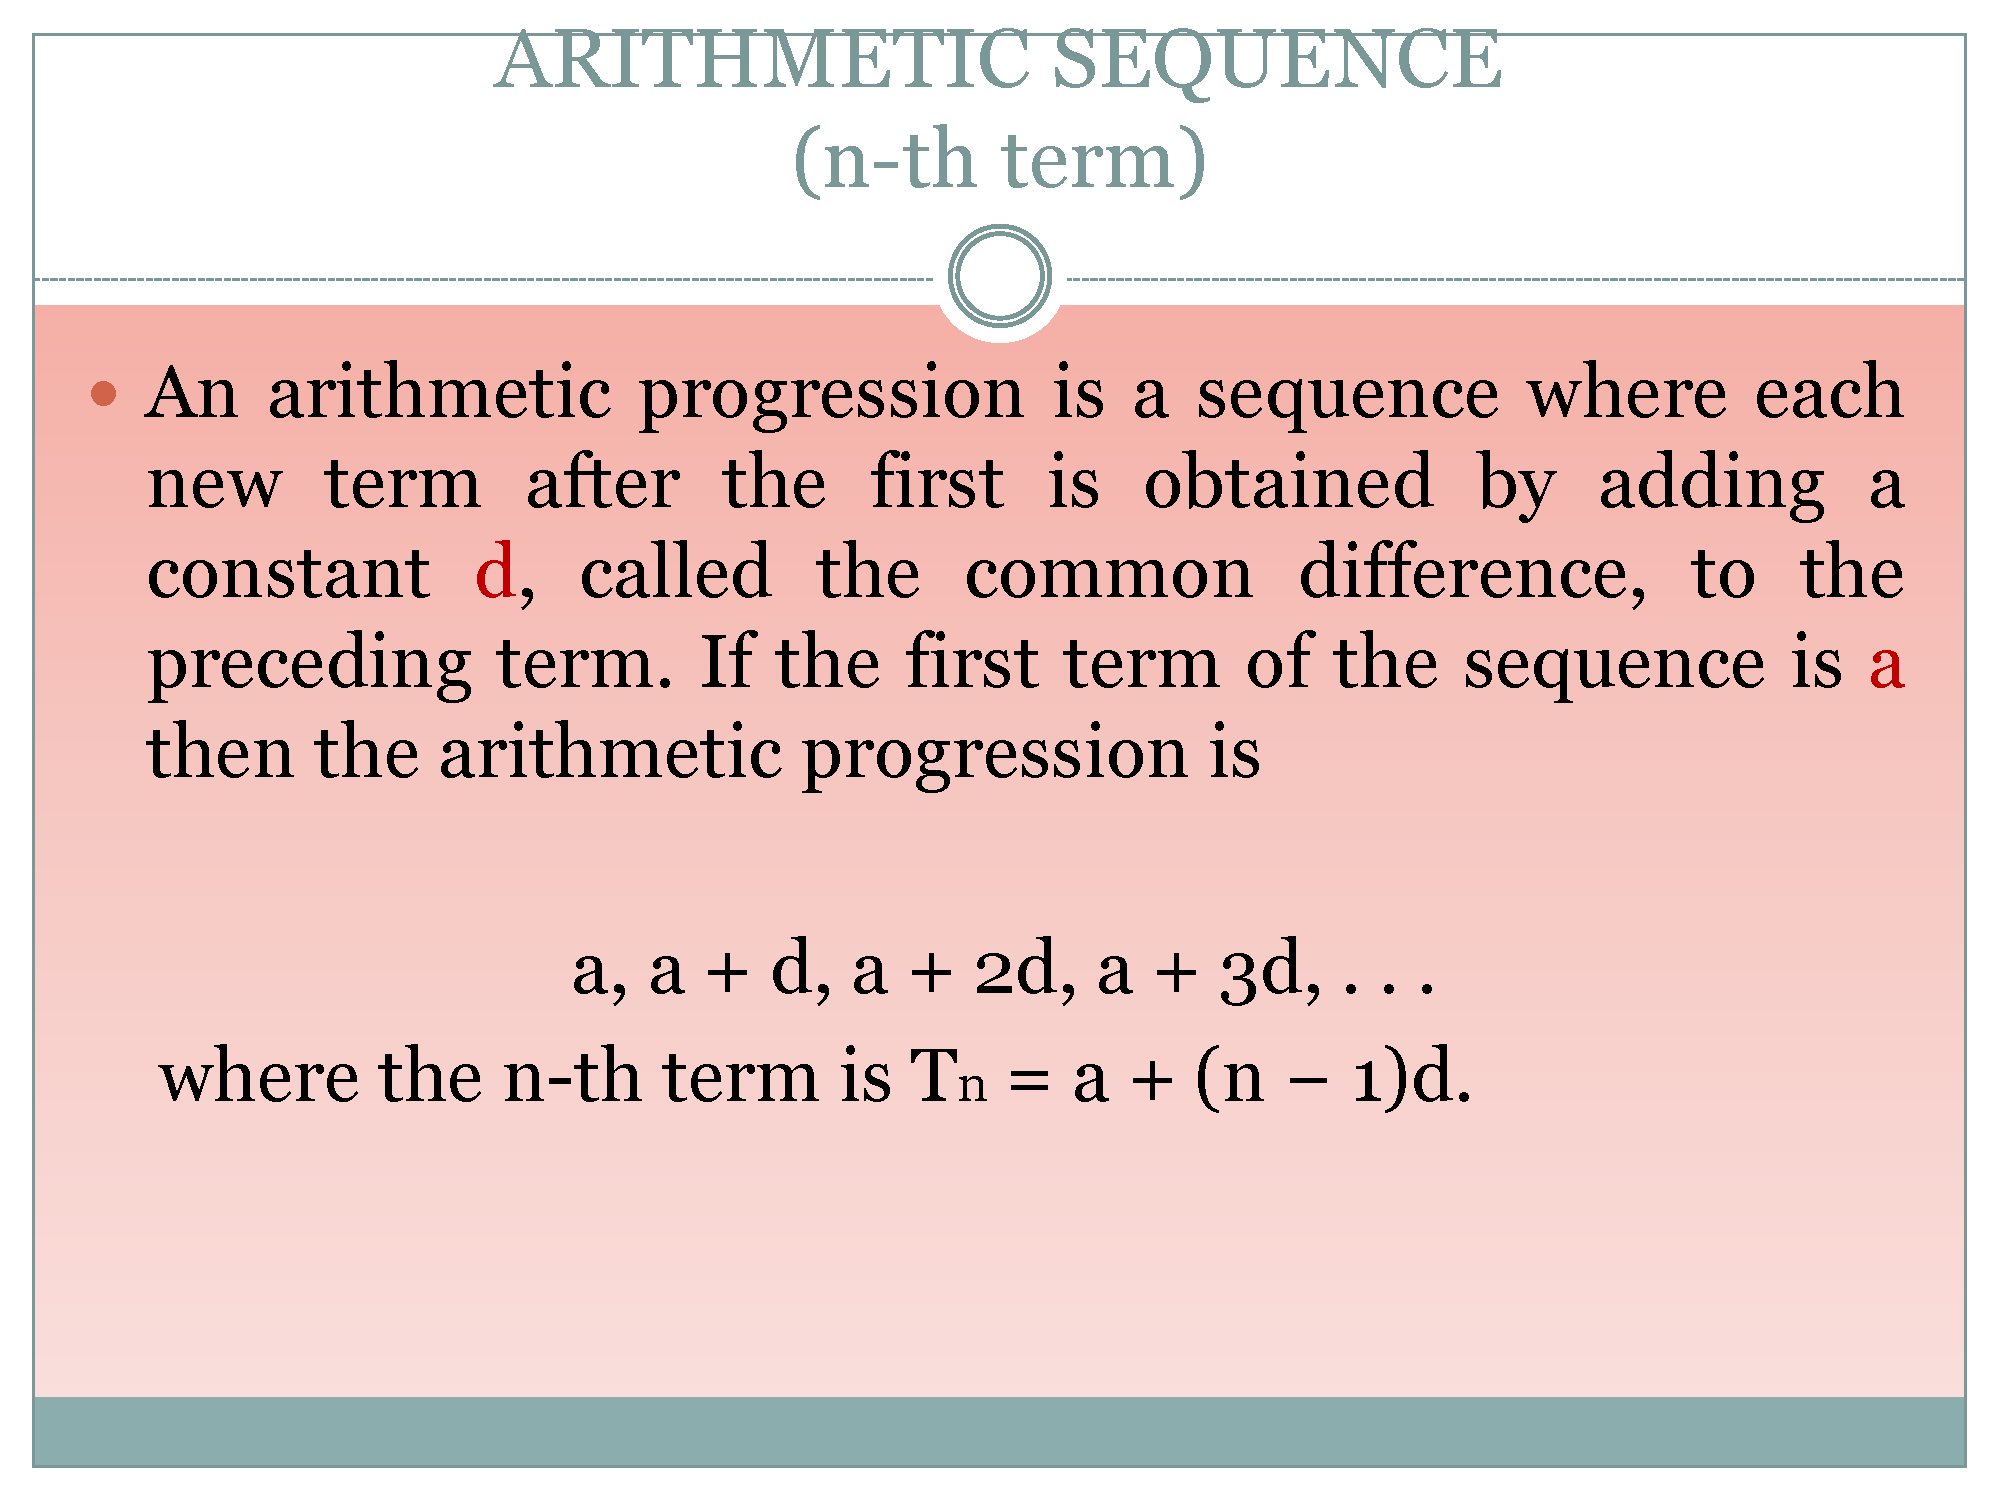 ARITHMETIC SEQUENCE
(n-th term)
• An arithmetic progression is a sequence where each
new term after the first is obtained by adding a
constant d, called the common difference, to the
preceding term. If the first term of the sequence is a
then the arithmetic progression is
a, a + d, a + 2d, a + 3d, . . .
where the n-th term is Tn = a + (n − 1)d.